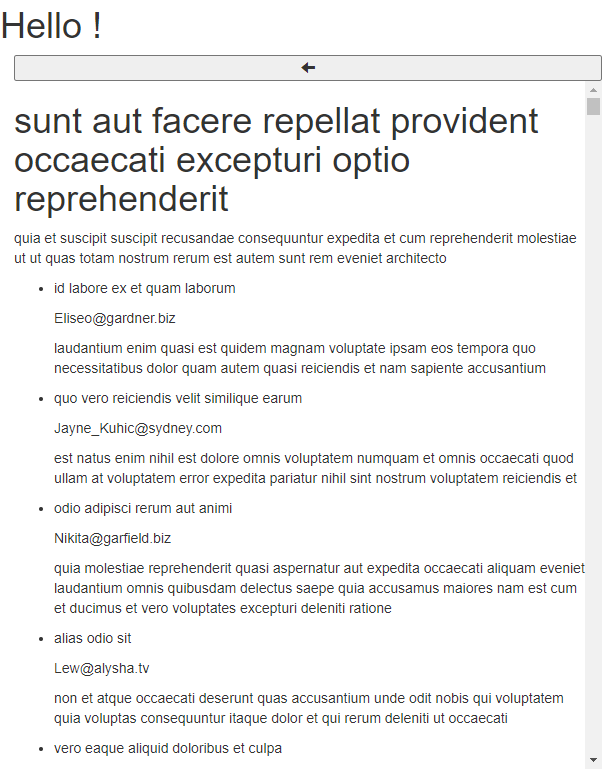 Hello !
sunt aut facere repellat provident
occaecati excepturi optio
reprehenderit
quia et suscipit suscipit recusandae consequuntur expedita et cum reprehenderit molestiae
ut ut quas totam nostrum rerum est autem sunt rem eveniet architecto
id labore ex et quam laborum
Eliseo@gardner.biz
laudantium enim quasi est quidem magnam voluptate ipsam eos tempora quo
necessitatibus dolor quam autem quasi reiciendis et nam sapiente accusantium
quo vero reiciendis velit similique earum
Jayne_Kuhic@sydney.com
est natus enim nihil est dolore omnis voluptatem numquam et omnis occaecati quod
ullam at voluptatem error expedita pariatur nihil sint nostrum voluptatem reiciendis et
odio adipisci rerum aut animi
Nikita@garfield.biz
quia molestiae reprehenderit quasi aspernatur aut expedita occaecati aliquam eveniet
laudantium omnis quibusdam delectus saepe quia accusamus maiores nam est cum
et ducimus et vero voluptates excepturi deleniti ratione
alias odio sit
Lew@alysha.tv
non et atque occaecati deserunt quas accusantium unde odit nobis qui voluptatem
quia voluptas consequuntur itaque dolor et qui rerum deleniti ut occaecati
vero eaque aliquid doloribus et culpa